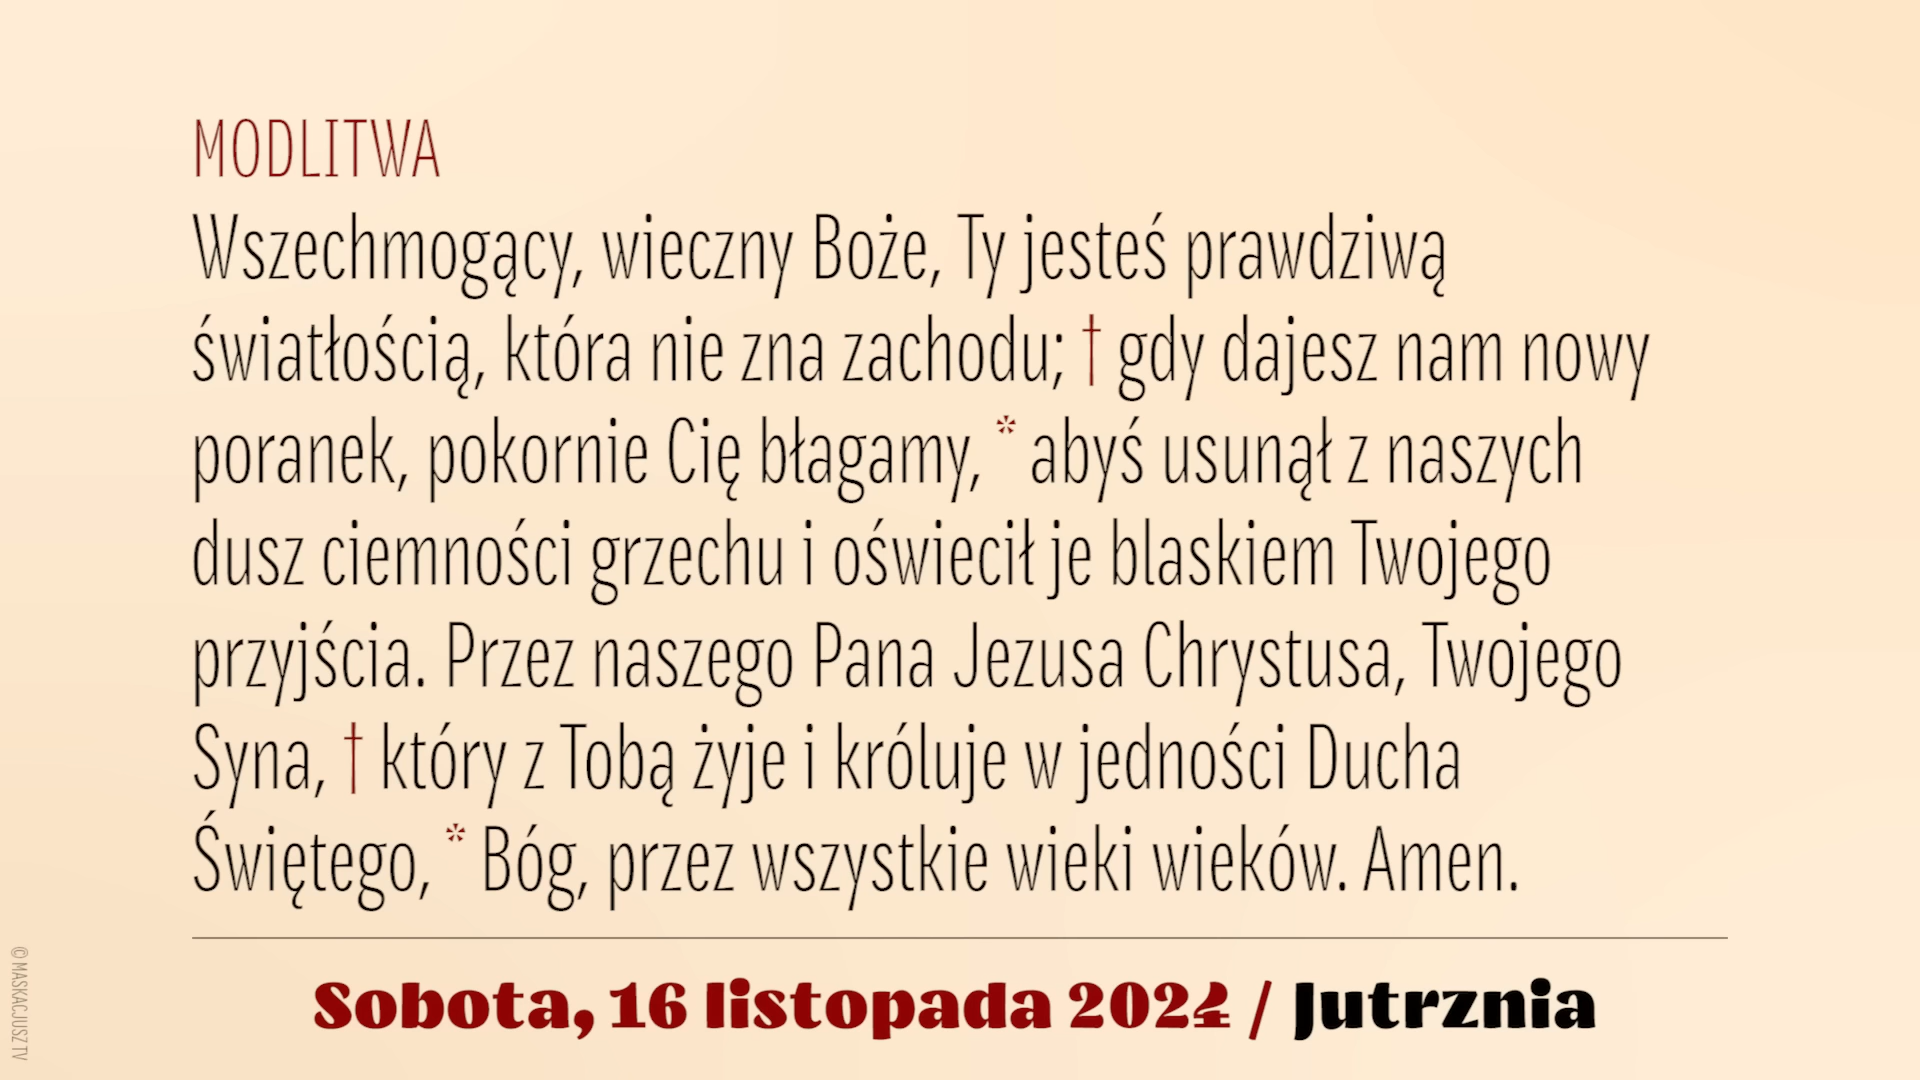 MODLITWA
Wszechmogący, wieczny Boże, Ty jesteś prawdziwą
światłością, która nie zna zachodu; † gdy dajesz nam nowy
poranek, pokornie Cię błagamy, * abyś usunął z naszych
dusz ciemności grzechu i oświecił je blaskiem Twojego
przyjścia. Przez naszego Pana Jezusa Chrystusa, Twojego
Syna, † który z Tobą żyje i króluje w jedności Ducha
Świętego, * Bóg, przez wszystkie wieki wieków. Amen.
Sobota, 16 listopada 2024 / Jutrznia
© MASKACJUSZ TV